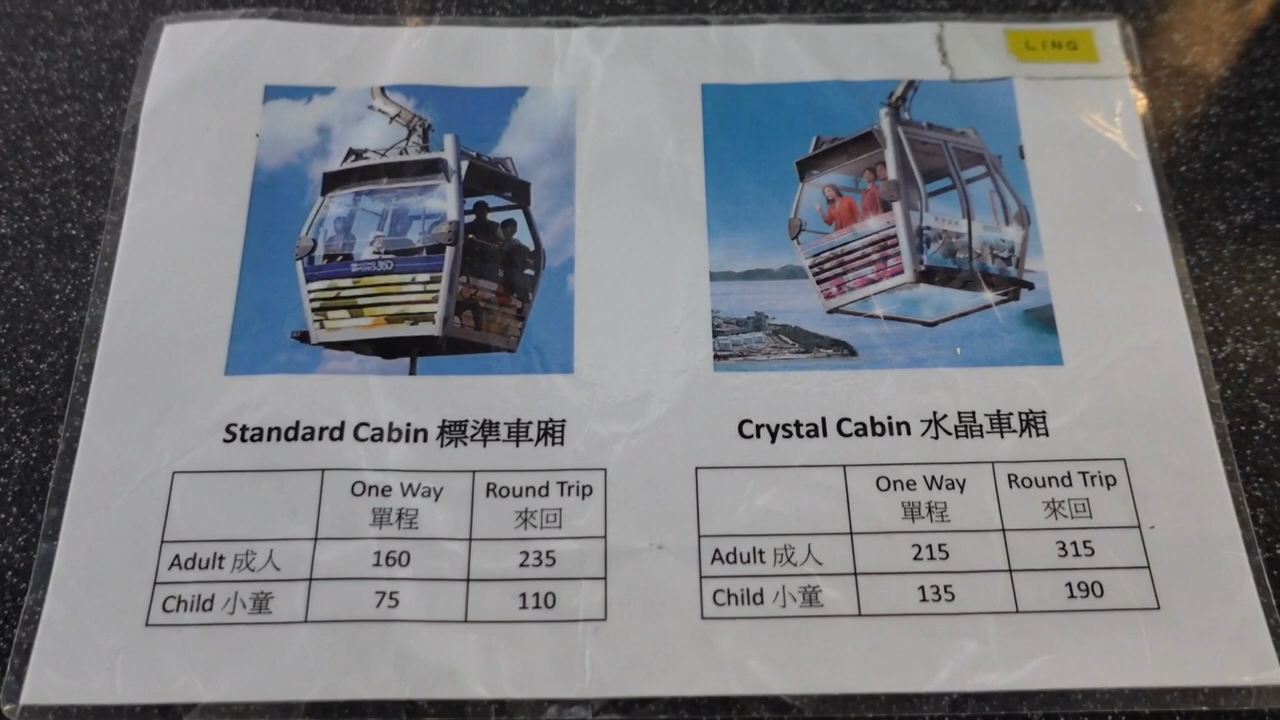 LING
Standard Cabin 標準車廂
One Way Round Trip
單程 來回
Adult 成人 160 235
Child 小童 75 110
Crystal Cabin 水晶車廂
One Way Round Trip
單程 來回
Adult 成人 215 315
Child 小童 135 190